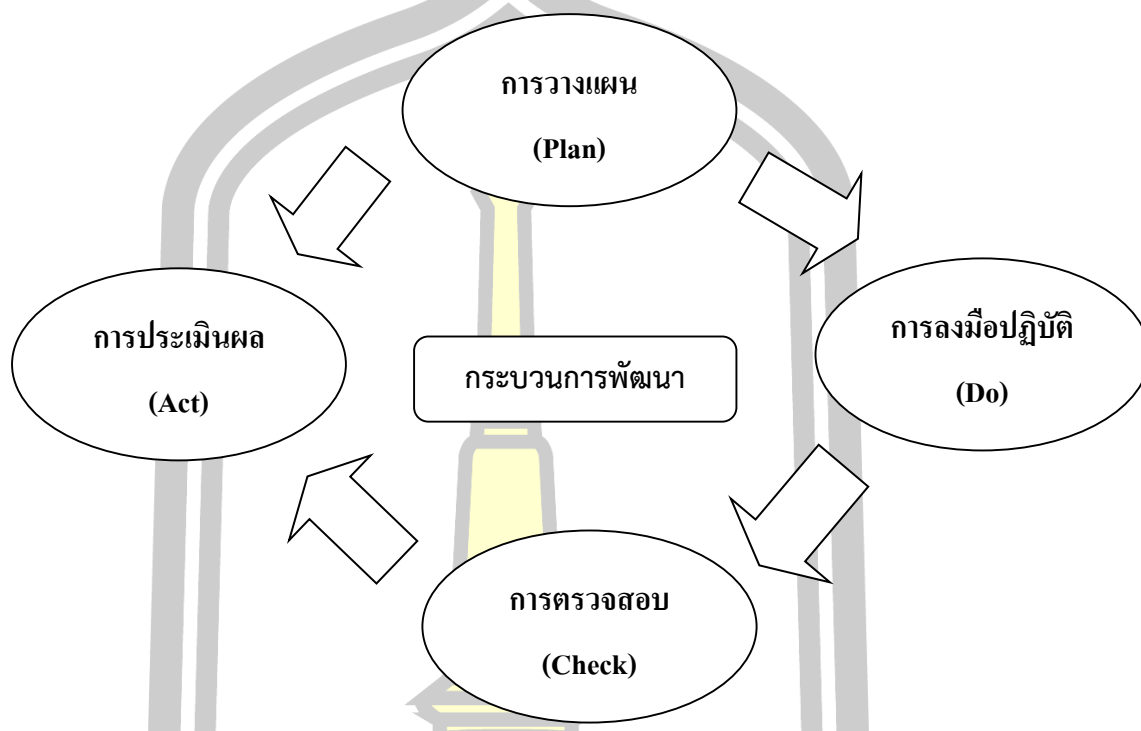 การวางแผน
(Plan)
การลงมือปฏิบัติ
(Do)
การประเมินผล
(Act)
กระบวนการพัฒนา
การตรวจสอบ
(Check)